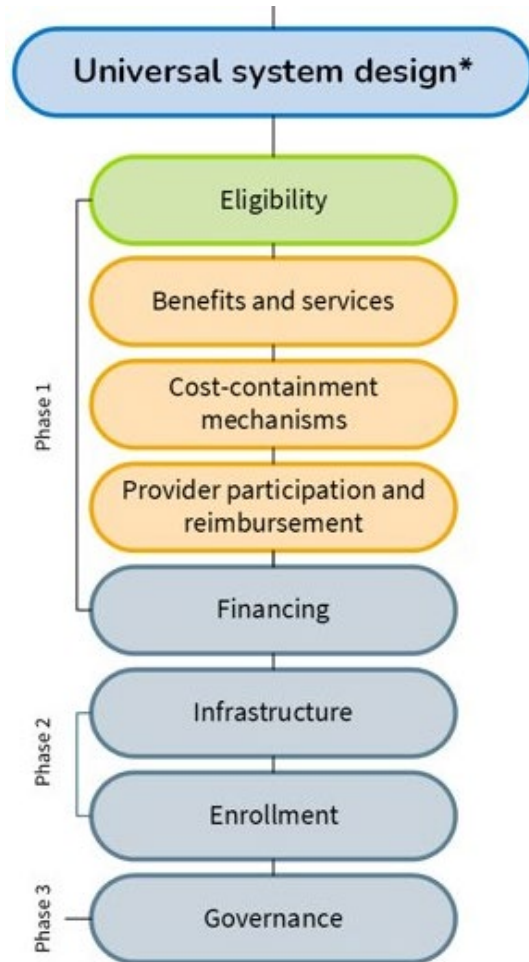 Universal system design*
Eligibility
Benefits and services
Cost-containment
mechanisms
Provider participation and
reimbursement
Financing
Phase 1
Infrastructure
Enrollment
Phase 2
Governance
Phase 3